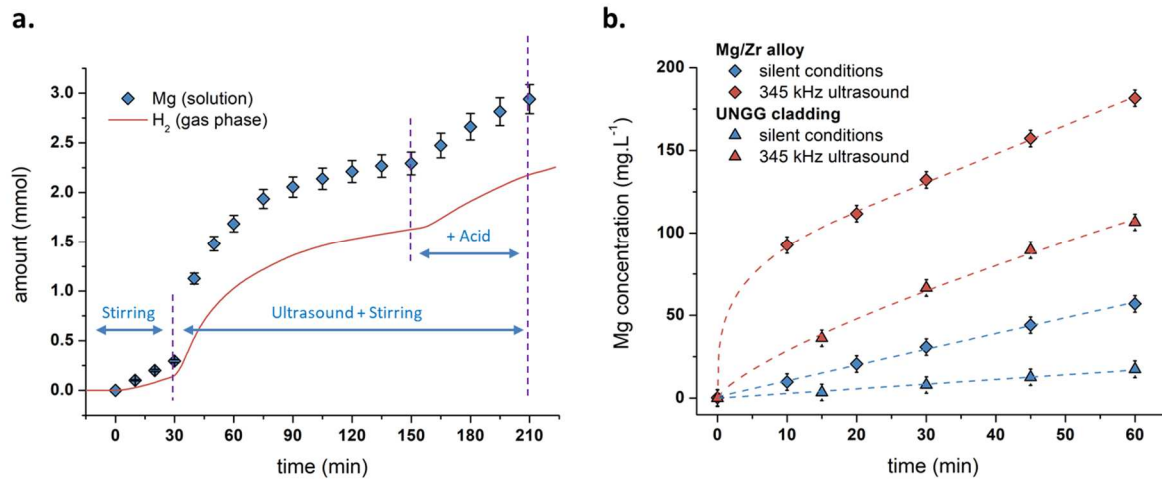 a.
Mg (solution)
H₂ (gas phase)
3.0
2.5
2.0
1.5
1.0
0.5
0.0
amount (mmol)
+ Acid
Stirring
Ultrasound + Stirring
0 30 60 90 120 150 180 210
time (min)
b.
Mg/Zr alloy
silent conditions
345 kHz ultrasound
UNGG cladding
silent conditions
345 kHz ultrasound
200
150
100
50
0
Mg concentration (mg.L⁻¹)
0 10 20 30 40 50 60
time (min)